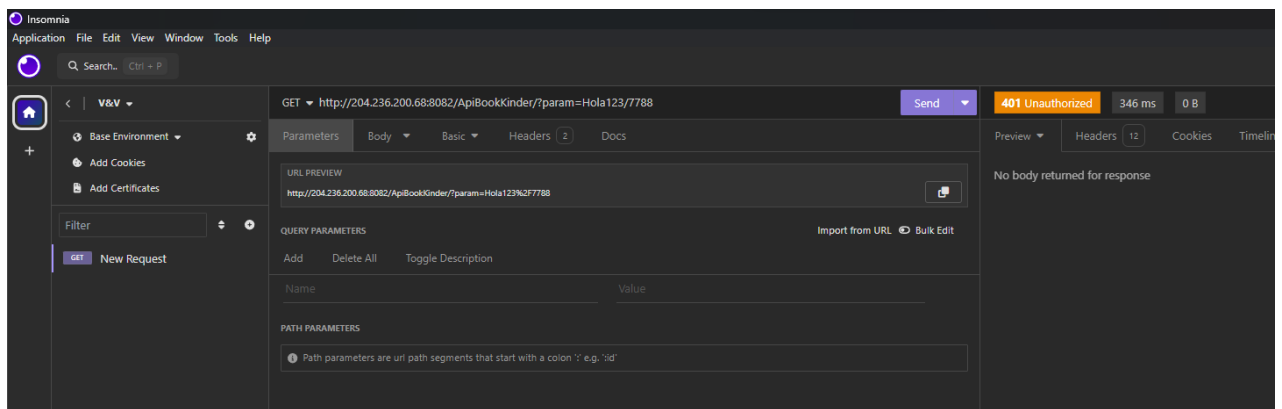 Insomnia
Application File Edit View Window Tools Help
Search.. Ctrl + P
V&V
GET http://204.236.200.68:8082/ApiBookKinder/?param=Hola123/7788 Send
401 Unauthorized 346 ms 0 B
Base Environment
Parameters Body Basic Headers 2 Docs
Preview Headers 12 Cookies Timelin
Add Cookies
Add Certificates
URL PREVIEW
http://204.236.200.68:8082/ApiBookKinder/?param=Hola123%2F7788
No body returned for response
Filter
QUERY PARAMETERS Import from URL Bulk Edit
GET New Request
Add Delete All Toggle Description
Name Value
PATH PARAMETERS
Path parameters are url path segments that start with a colon ':' e.g. ':id'